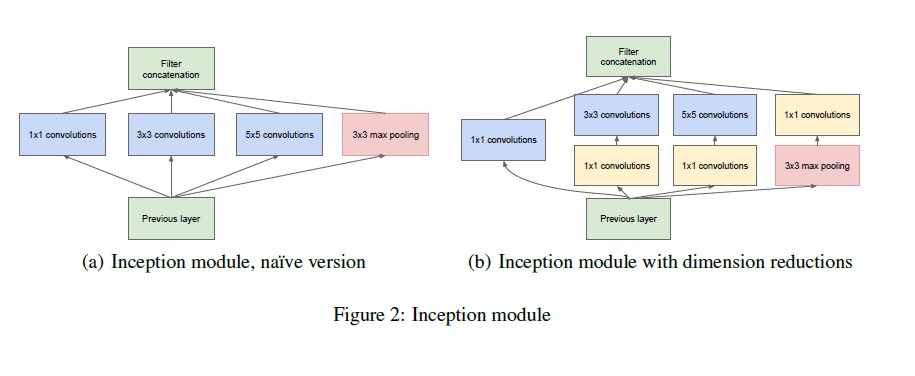 Filter
concatenation
1x1 convolutions
3x3 convolutions
5x5 convolutions
3x3 max pooling
Previous layer
(a) Inception module, naïve version
Filter
concatenation
3x3 convolutions
5x5 convolutions
1x1 convolutions
1x1 convolutions
1x1 convolutions
1x1 convolutions
3x3 max pooling
Previous layer
(b) Inception module with dimension reductions
Figure 2: Inception module